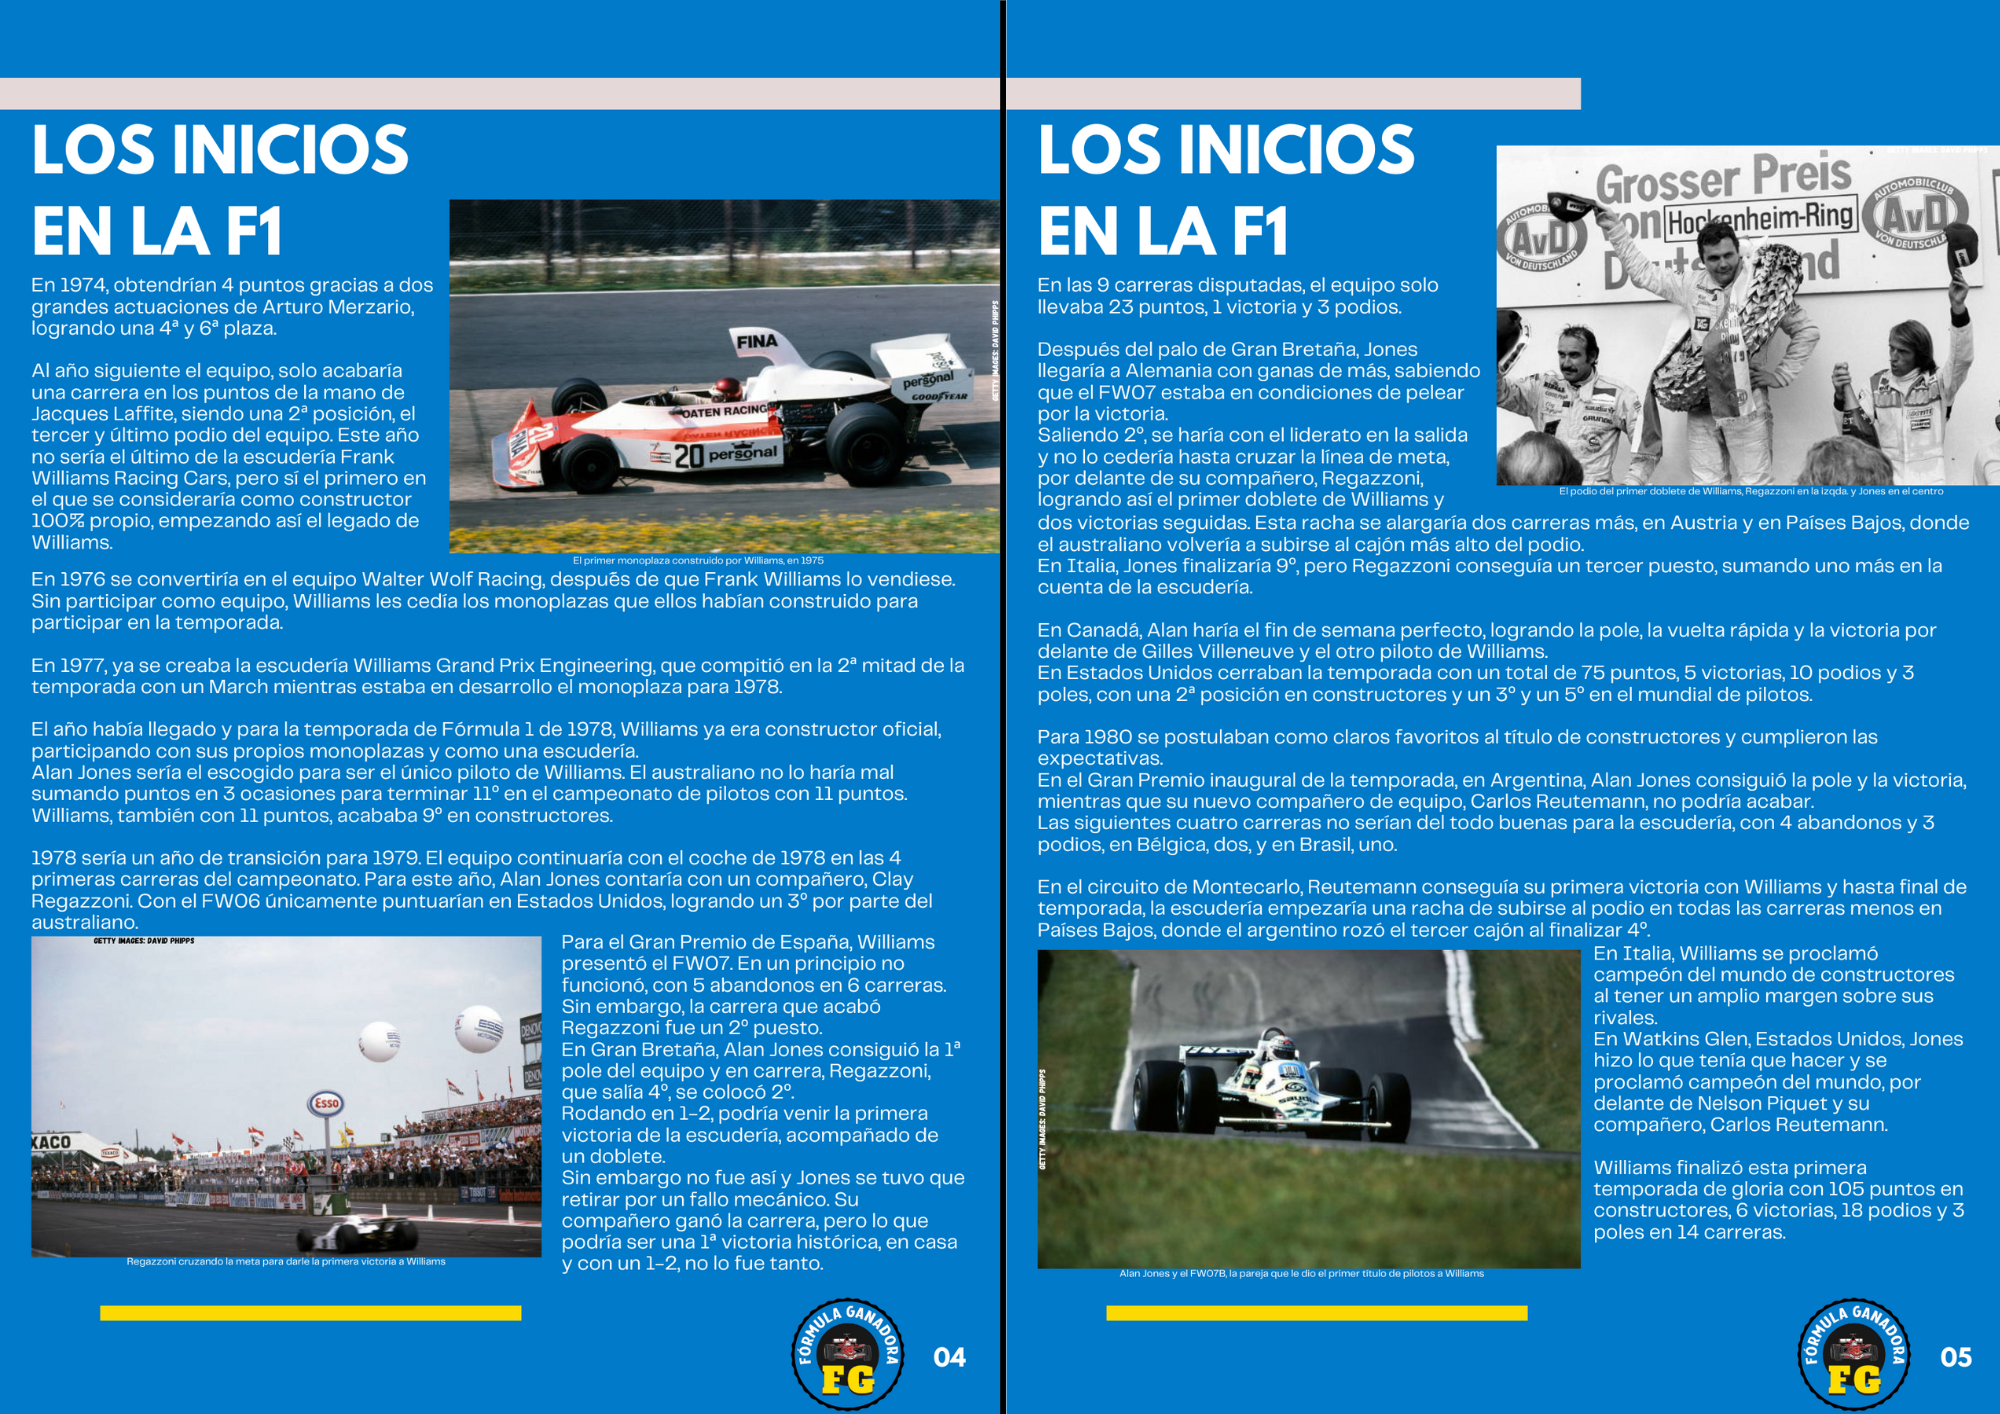 LOS INICIOS
EN LA F1
En 1974, obtendrían 4 puntos gracias a dos
grandes actuaciones de Arturo Merzario,
logrando una 4ª y 6ª plaza.
Al año siguiente el equipo, solo acabaría
una carrera en los puntos de la mano de
Jacques Laffite, siendo una 2ª posición, el
tercer y último podio del equipo. Este año
no sería el último de la escudería Frank
Williams Racing Cars, pero sí el primero en
el que se consideraría como constructor
100% propio, empezando así el legado de
Williams.
FINA
personal
GOODYEAR
OATEN RACING
20 personal
GETTY IMAGES: DAVID PHIPPS
El primer monoplaza construido por Williams, en 1975
En 1976 se convertiría en el equipo Walter Wolf Racing, después de que Frank Williams lo vendiese.
Sin participar como equipo, Williams les cedía los monoplazas que ellos habían construido para
participar en la temporada.
En 1977, ya se creaba la escudería Williams Grand Prix Engineering, que compitió en la 2ª mitad de la
temporada con un March mientras estaba en desarrollo el monoplaza para 1978.
El año había llegado y para la temporada de Fórmula 1 de 1978, Williams ya era constructor oficial,
participando con sus propios monoplazas y como una escudería.
Alan Jones sería el escogido para ser el único piloto de Williams. El australiano no lo haría mal
sumando puntos en 3 ocasiones para terminar 11º en el campeonato de pilotos con 11 puntos.
Williams, también con 11 puntos, acababa 9º en constructores.
1978 sería un año de transición para 1979. El equipo continuaría con el coche de 1978 en las 4
primeras carreras del campeonato. Para este año, Alan Jones contaría con un compañero, Clay
Regazzoni. Con el FW06 únicamente puntuarían en Estados Unidos, logrando un 3º por parte del
australiano.
GETTY IMAGES: DAVID PHIPPS
Esso
XACO
TEXACO
TISSOT
Regazzoni cruzando la meta para darle la primera victoria a Williams
Para el Gran Premio de España, Williams
presentó el FW07. En un principio no
funcionó, con 5 abandonos en 6 carreras.
Sin embargo, la carrera que acabó
Regazzoni fue un 2º puesto.
En Gran Bretaña, Alan Jones consiguió la 1ª
pole del equipo y en carrera, Regazzoni,
que salía 4º, se colocó 2º.
Rodando en 1-2, podría venir la primera
victoria de la escudería, acompañado de
un doblete.
Sin embargo no fue así y Jones se tuvo que
retirar por un fallo mecánico. Su
compañero ganó la carrera, pero lo que
podría ser una 1ª victoria histórica, en casa
y con un 1-2, no lo fue tanto.
FÓRMULA GANADORA
FG
04
LOS INICIOS
EN LA F1
En las 9 carreras disputadas, el equipo solo
llevaba 23 puntos, 1 victoria y 3 podios.
Después del palo de Gran Bretaña, Jones
llegaría a Alemania con ganas de más, sabiendo
que el FW07 estaba en condiciones de pelear
por la victoria.
Saliendo 2º, se haría con el liderato en la salida
y no lo cedería hasta cruzar la línea de meta,
por delante de su compañero, Regazzoni,
logrando así el primer doblete de Williams y
GETTY IMAGES: DAVID PHIPPS
Grosser Preis
von Hockenheim-Ring
AUTOMOBILCLUB
AvD
VON DEUTSCHLAND
El podio del primer doblete de Williams, Regazzoni en la izqda. y Jones en el centro
dos victorias seguidas. Esta racha se alargaría dos carreras más, en Austria y en Países Bajos, donde
el australiano volvería a subirse al cajón más alto del podio.
En Italia, Jones finalizaría 9º, pero Regazzoni conseguía un tercer puesto, sumando uno más en la
cuenta de la escudería.
En Canadá, Alan haría el fin de semana perfecto, logrando la pole, la vuelta rápida y la victoria por
delante de Gilles Villeneuve y el otro piloto de Williams.
En Estados Unidos cerraban la temporada con un total de 75 puntos, 5 victorias, 10 podios y 3
poles, con una 2ª posición en constructores y un 3º y un 5º en el mundial de pilotos.
Para 1980 se postulaban como claros favoritos al título de constructores y cumplieron las
expectativas.
En el Gran Premio inaugural de la temporada, en Argentina, Alan Jones consiguió la pole y la victoria,
mientras que su nuevo compañero de equipo, Carlos Reutemann, no podría acabar.
Las siguientes cuatro carreras no serían del todo buenas para la escudería, con 4 abandonos y 3
podios, en Bélgica, dos, y en Brasil, uno.
En el circuito de Montecarlo, Reutemann conseguía su primera victoria con Williams y hasta final de
temporada, la escudería empezaría una racha de subirse al podio en todas las carreras menos en
Países Bajos, donde el argentino rozó el tercer cajón al finalizar 4º.
GETTY IMAGES: DAVID PHIPPS
Alan Jones y el FW07B, la pareja que le dio el primer título de pilotos a Williams
En Italia, Williams se proclamó
campeón del mundo de constructores
al tener un amplio margen sobre sus
rivales.
En Watkins Glen, Estados Unidos, Jones
hizo lo que tenía que hacer y se
proclamó campeón del mundo, por
delante de Nelson Piquet y su
compañero, Carlos Reutemann.
Williams finalizó esta primera
temporada de gloria con 105 puntos en
constructores, 6 victorias, 18 podios y 3
poles en 14 carreras.
FÓRMULA GANADORA
FG
05